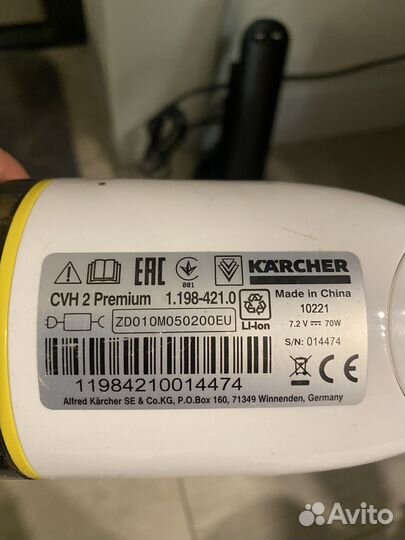 EAC
001
KÄRCHER
CVH 2 Premium 1.198-421.0
Made in China
10221
ZD010M050200EU
LI-Ion
7.2 V 70W
S/N: 014474
11984210014474
CE
Alfred Kärcher SE & Co.KG, P.O.Box 160, 71349 Winnenden, Germany
Avito